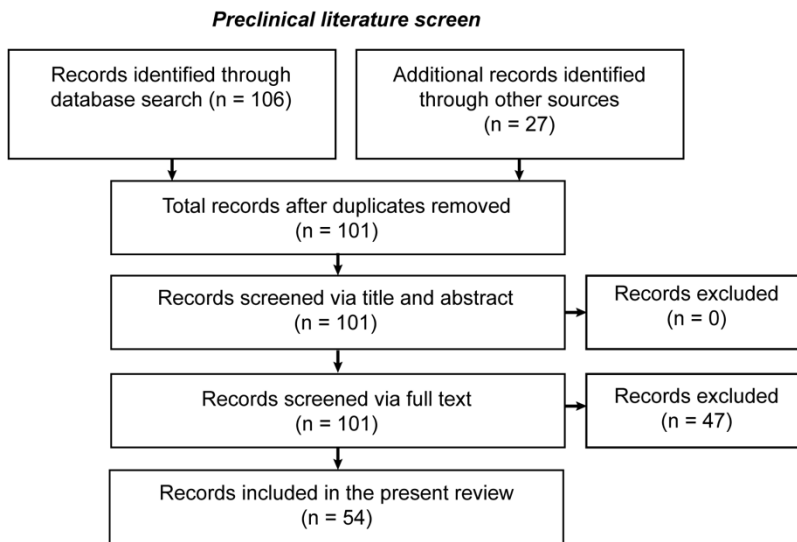 Preclinical literature screen
Records identified through
database search (n = 106)
Additional records identified
through other sources
(n = 27)
Total records after duplicates removed
(n = 101)
Records screened via title and abstract
(n = 101)
Records excluded
(n = 0)
Records screened via full text
(n = 101)
Records excluded
(n = 47)
Records included in the present review
(n = 54)